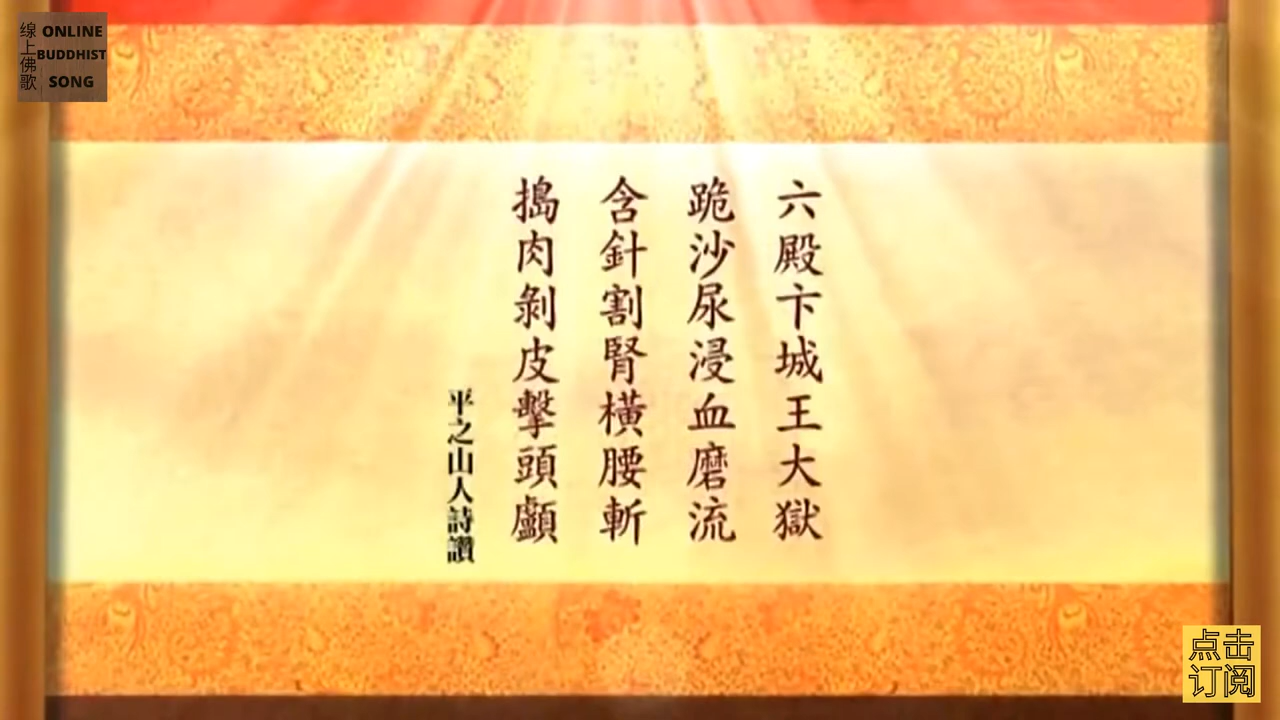 线上佛歌
ONLINE
BUDDHIST
SONG
六殿卞城王大獄
跪沙尿浸血磨流
含針割腎橫腰斬
搗肉剝皮擊頭顱
平之山人詩讚
点击
订阅